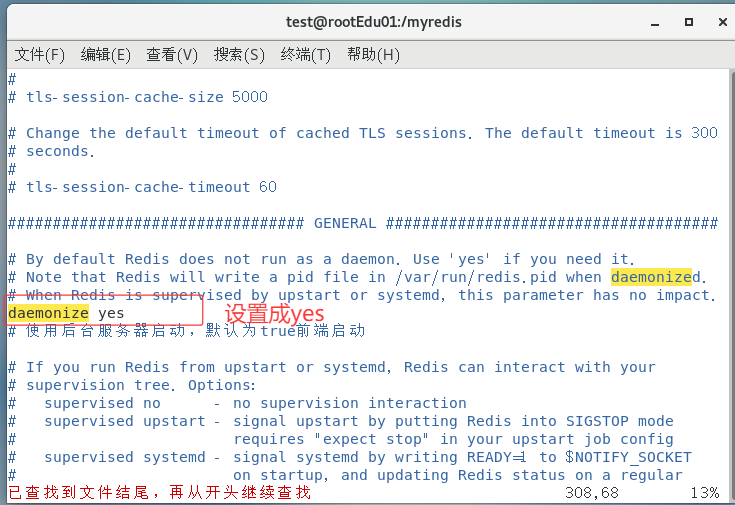 test@rootEdu01:/myredis
文件(F) 编辑(E) 查看(V) 搜索(S) 终端(T) 帮助(H)
#
# tls-session-cache-size 5000
# Change the default timeout of cached TLS sessions. The default timeout is 300
# seconds.
#
# tls-session-cache-timeout 60
################################# GENERAL #####################################
# By default Redis does not run as a daemon. Use 'yes' if you need it.
# Note that Redis will write a pid file in /var/run/redis.pid when daemonized.
# When Redis is supervised by upstart or systemd, this parameter has no impact.
daemonize yes 设置成yes
# 使用后台服务器启动，默认为true前端启动
# If you run Redis from upstart or systemd, Redis can interact with your
# supervision tree. Options:
#   supervised no      - no supervision interaction
#   supervised upstart - signal upstart by putting Redis into SIGSTOP mode
#                        requires "expect stop" in your upstart job config
#   supervised systemd - signal systemd by writing READY=1 to $NOTIFY_SOCKET
#                        on startup, and updating Redis status on a regular
已查找到文件结尾，再从开头继续查找 308,68 13%